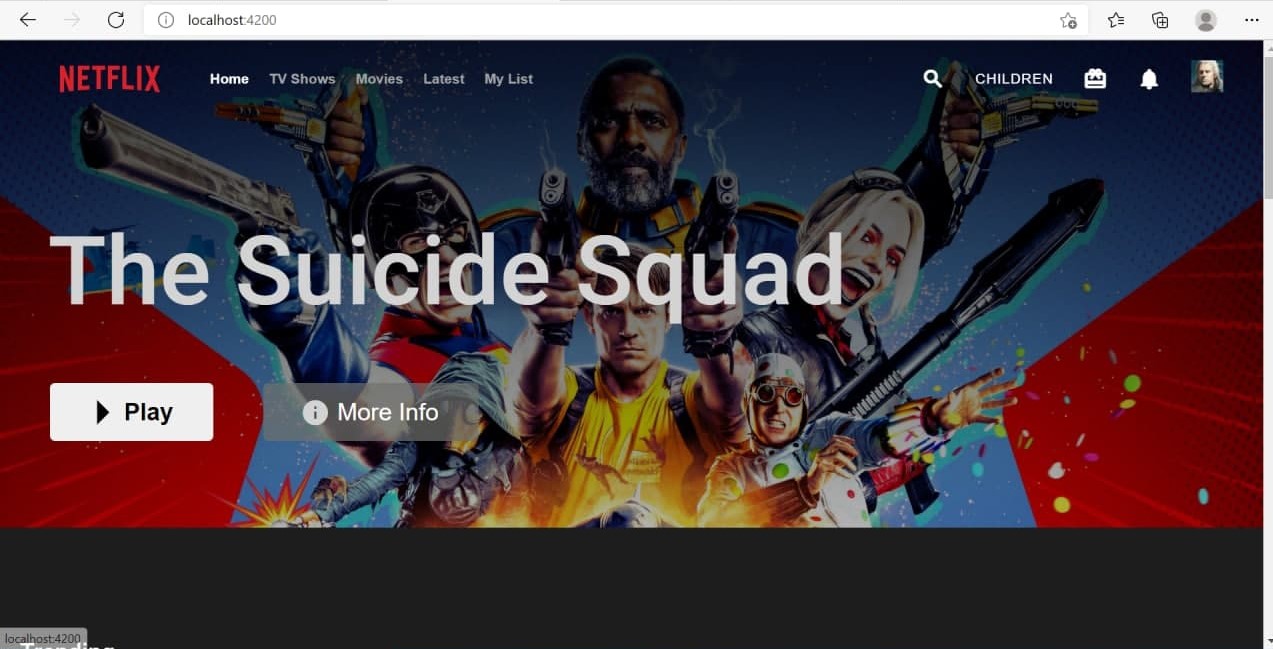 localhost:4200
NETFLIX Home TV Shows Movies Latest My List CHILDREN
The Suicide Squad
Play More Info
localhost:4200
Trending